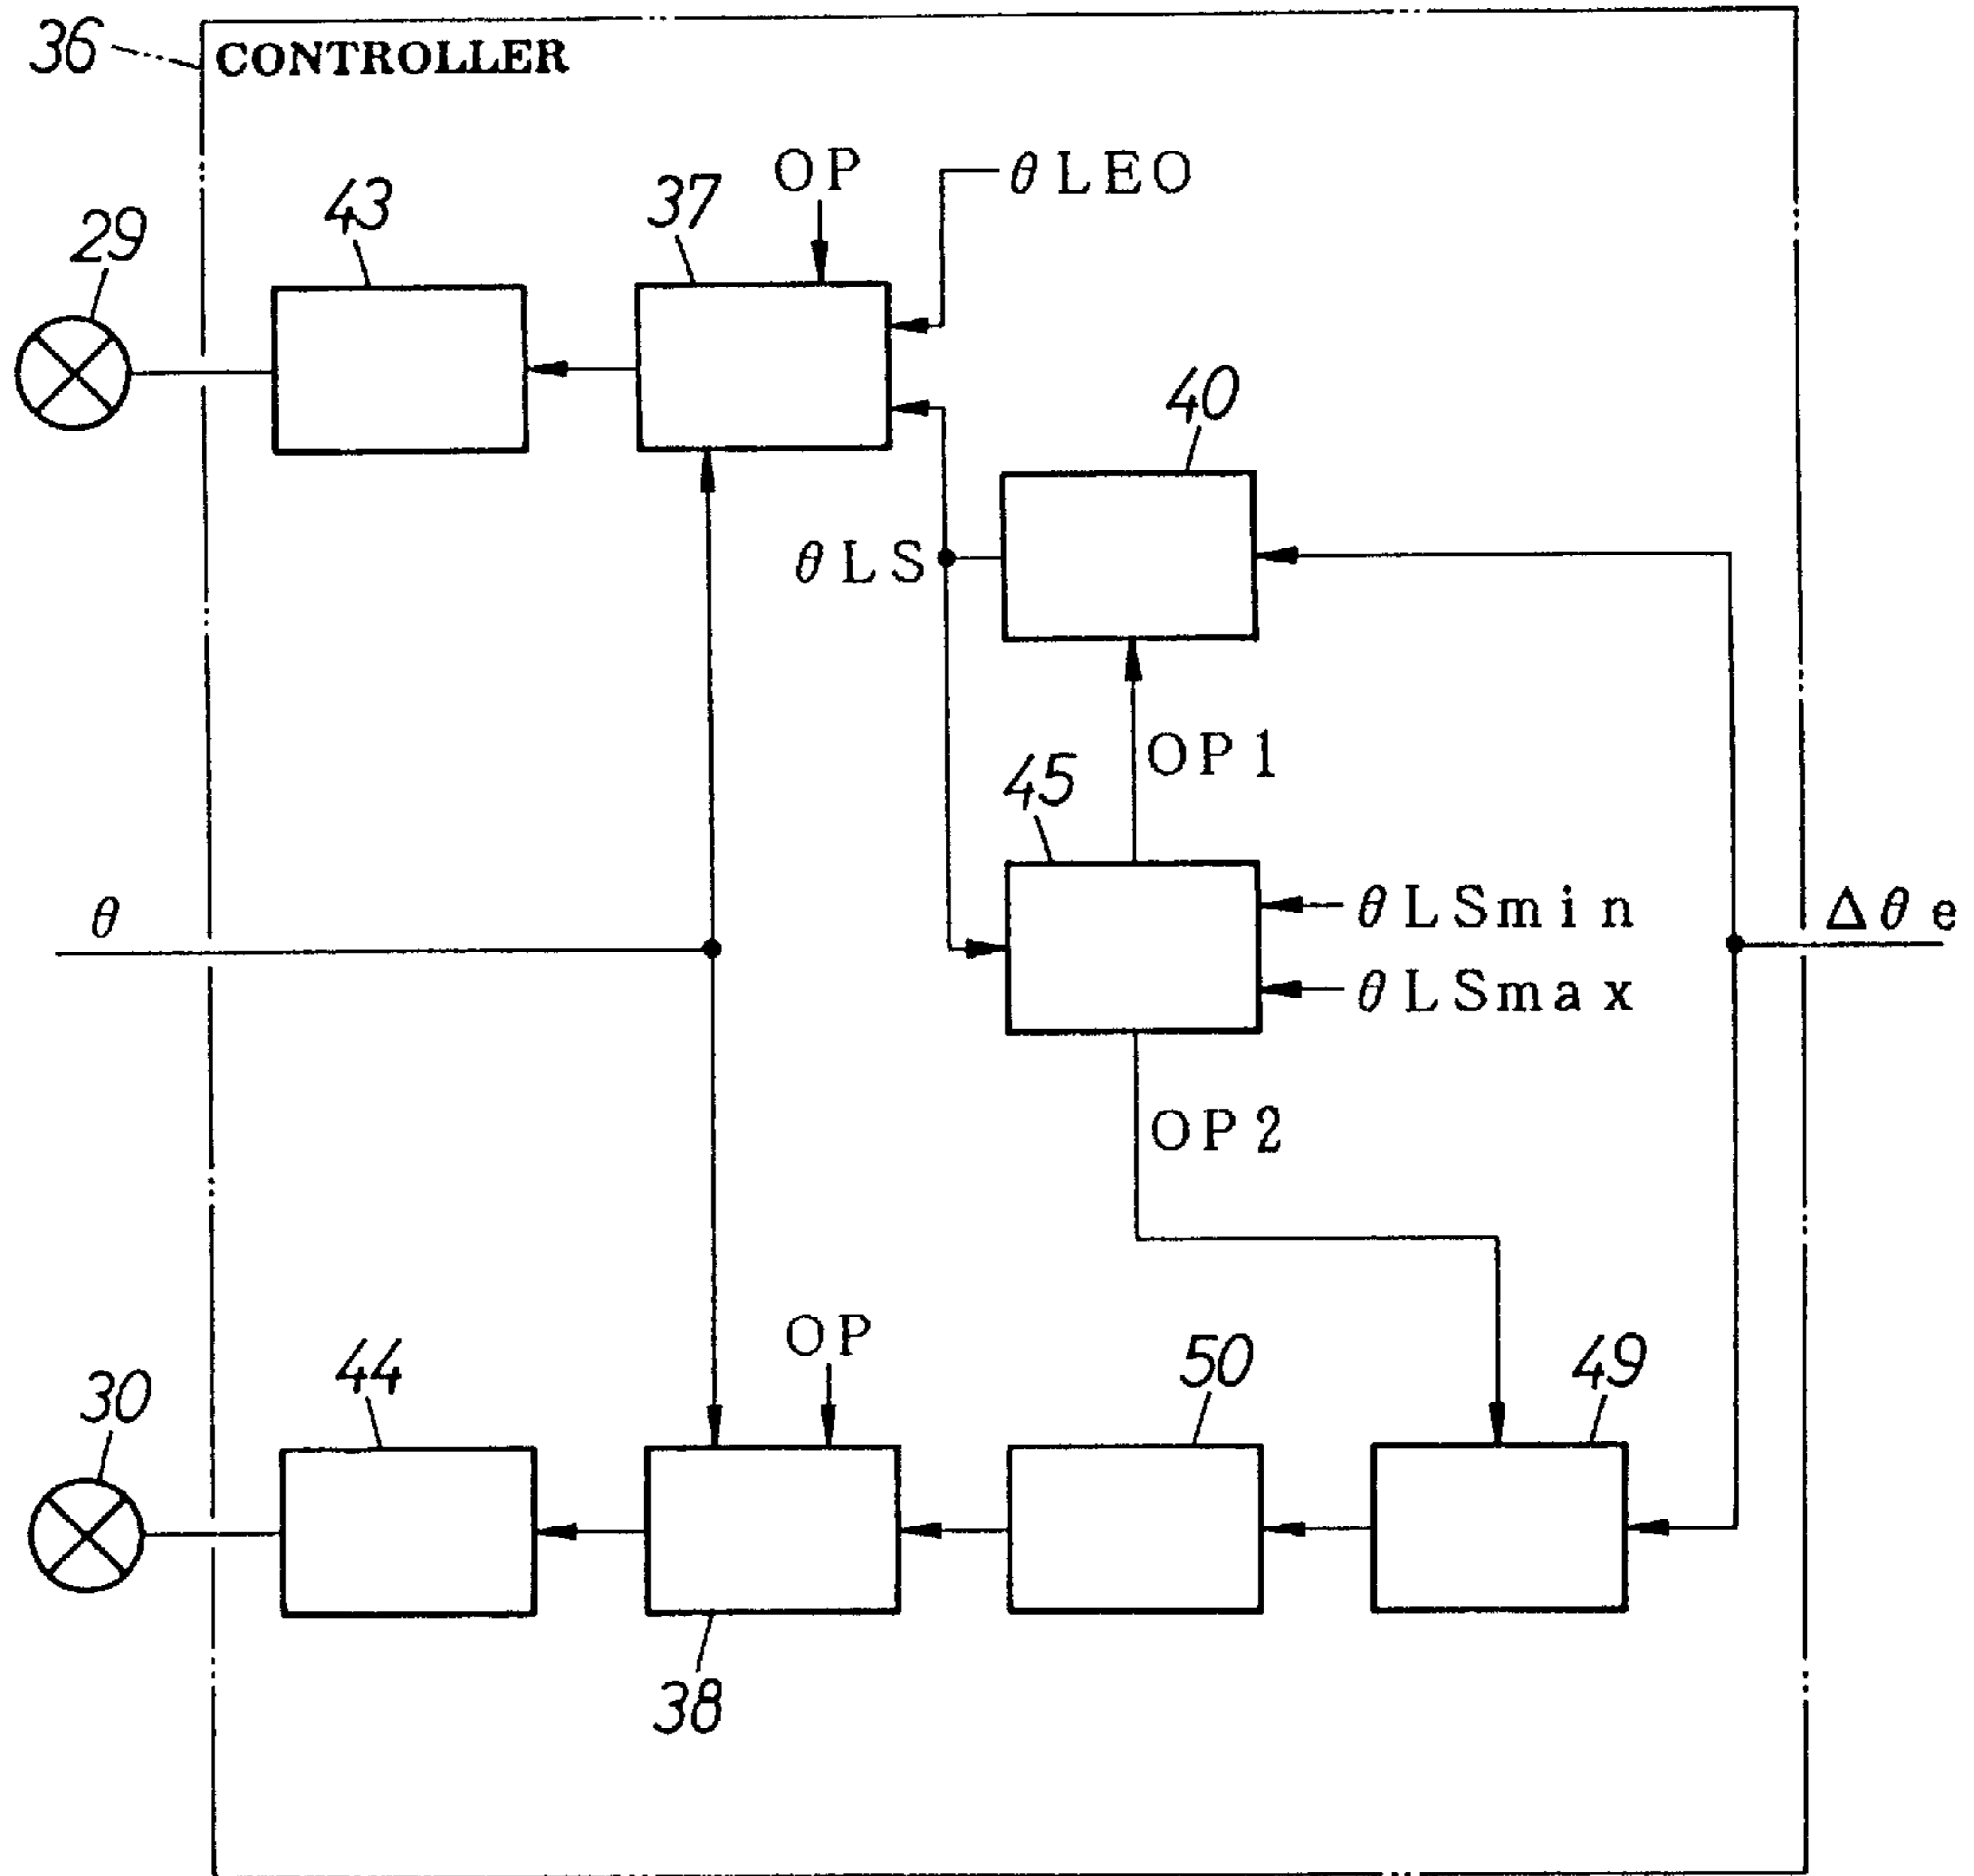 36
CONTROLLER
OP
θLEO
43
37
29
40
θLS
OP1
45
θ
θLSmin
Δθe
θLSmax
OP2
OP
44
50
49
30
38